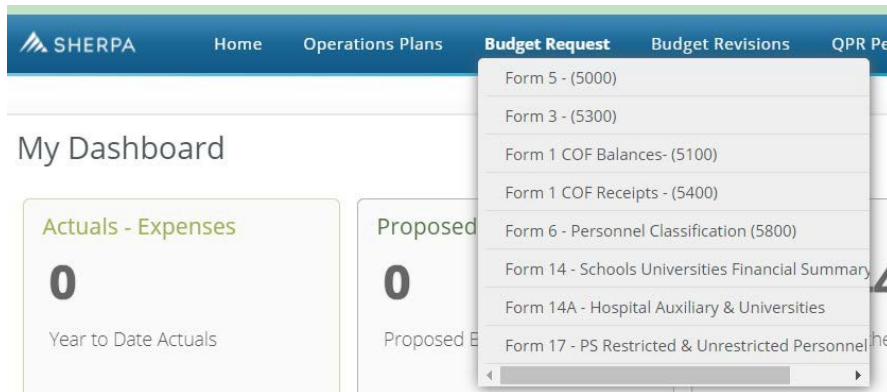 SHERPA Home Operations Plans Budget Request Budget Revisions QPR
Form 5 - (5000)
Form 3 - (5300)
Form 1 COF Balances- (5100)
Form 1 COF Receipts - (5400)
Form 6 - Personnel Classification (5800)
Form 14 - Schools Universities Financial Summary
Form 14A - Hospital Auxiliary & Universities
Form 17 - PS Restricted & Unrestricted Personnel
My Dashboard
Actuals - Expenses
0
Year to Date Actuals
Proposed
0
Proposed